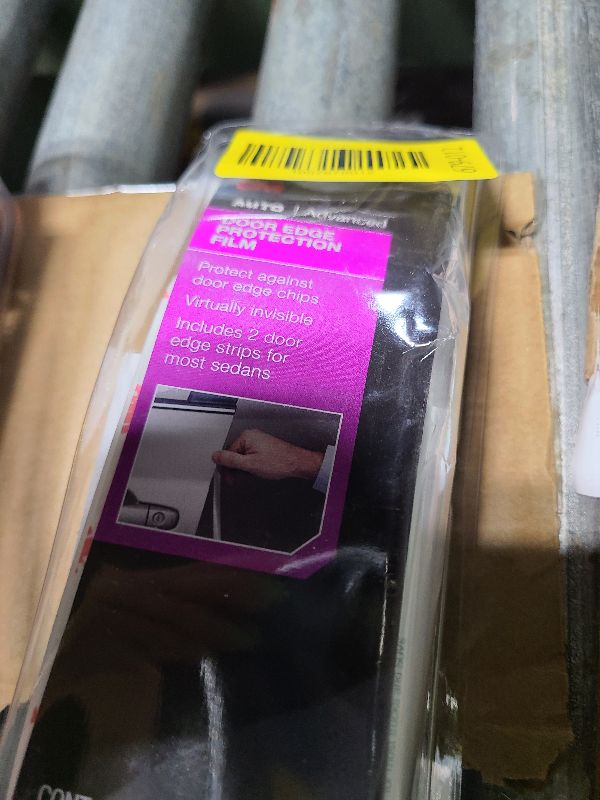 AUTO | Advanced
DOOR EDGE
PROTECTION
FILM
Protect against
door edge chips
Virtually invisible
Includes 2 door
edge strips for
most sedans